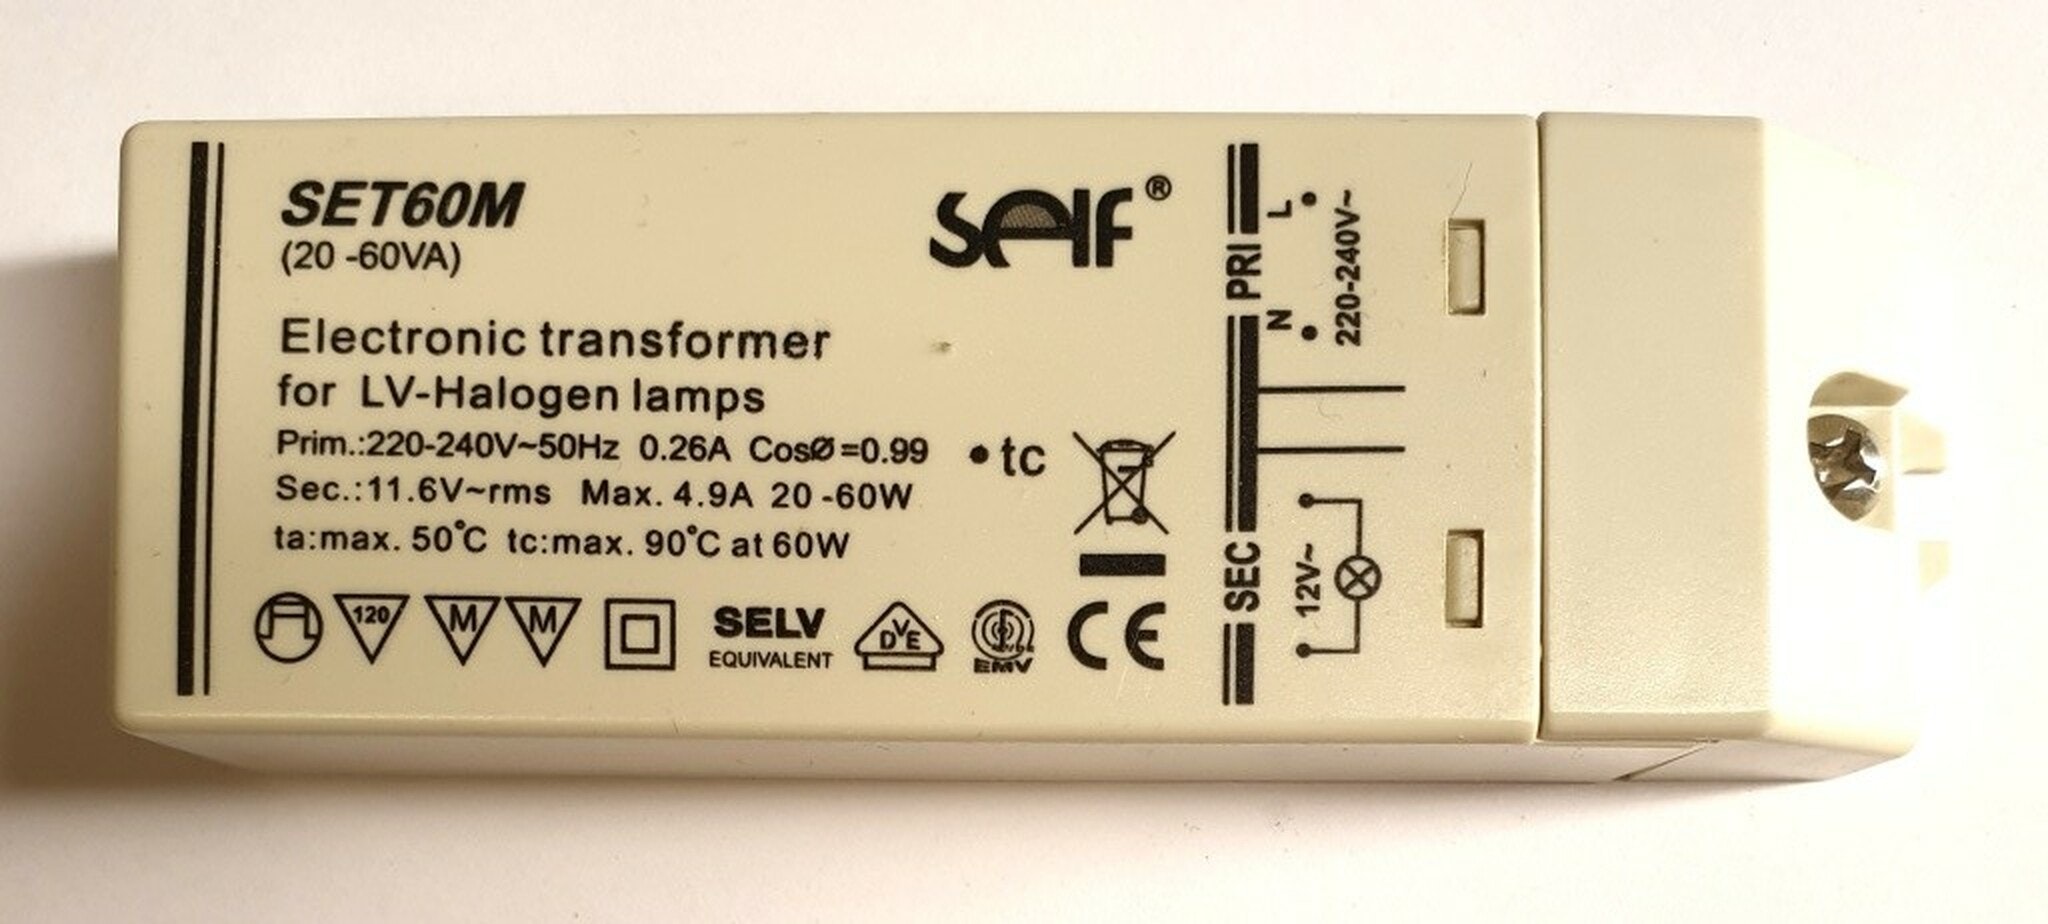 SET60M
(20 -60VA)
self®
Electronic transformer
for LV-Halogen lamps
Prim.:220-240V~50Hz 0.26A CosØ=0.99
Sec.:11.6V~rms Max. 4.9A 20 -60W
ta:max. 50°C tc:max. 90°C at 60W
•tc
120
M
M
SELV
EQUIVALENT
DVE
EMV
CE
PRI
L
N
220-240V~
SEC
12V~